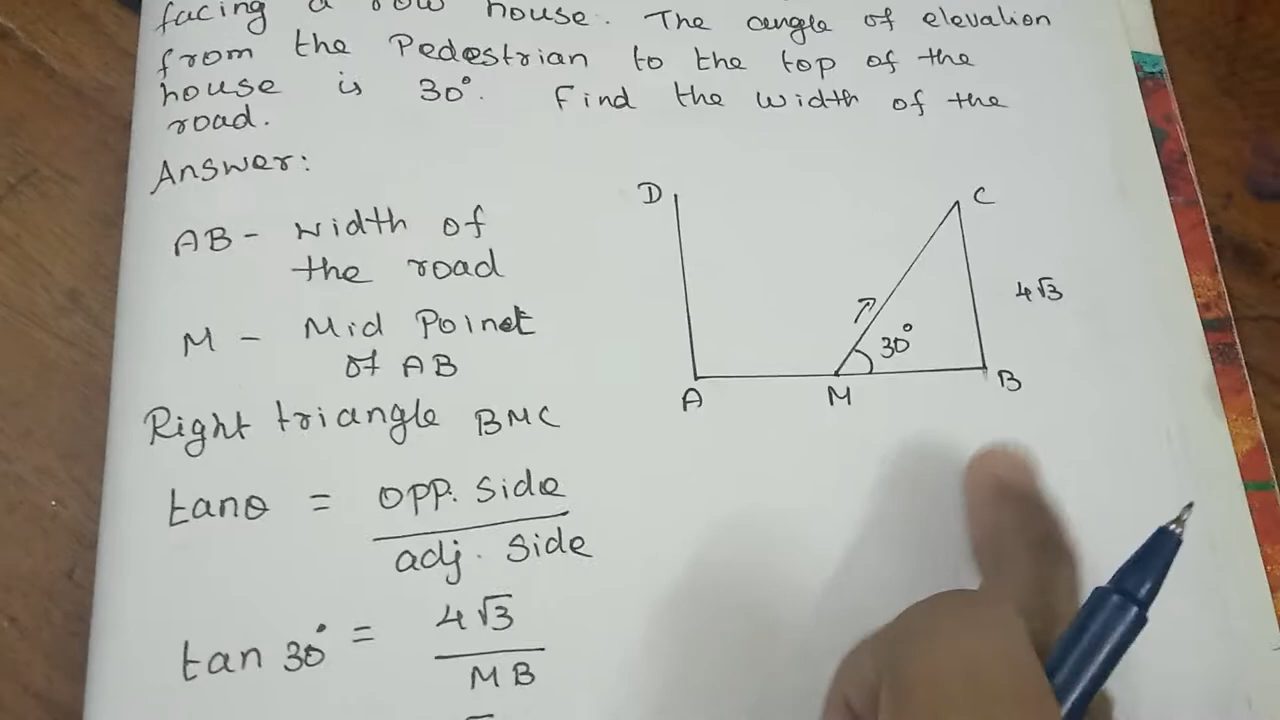 facing a row house. The angle of elevation
from the Pedestrian to the top of the
house is 30°. Find the width of the
road.
Answer:
AB - width of
the road
M - Mid Point
of AB
Right triangle BMC
tanθ = opp. side
adj. side
tan 30° = 4√3
MB
D
C
4√3
30°
A
M
B